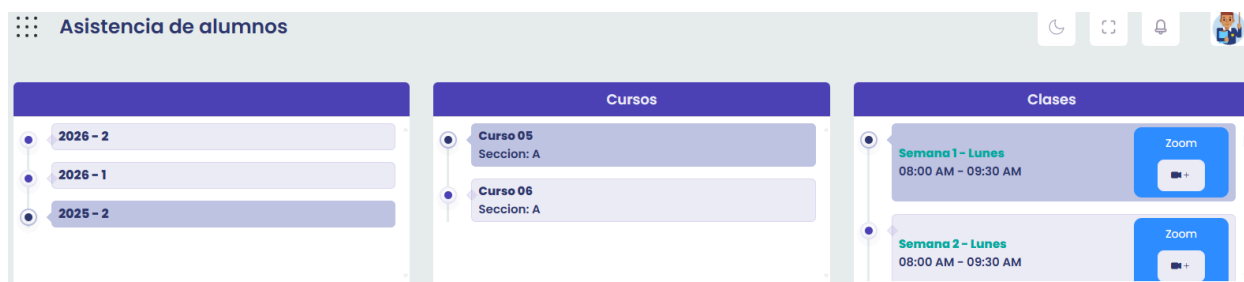 Asistencia de alumnos
2026 - 2
2026 - 1
2025 - 2
Cursos
Curso 05
Seccion: A
Curso 06
Seccion: A
Clases
Semana 1 - Lunes
08:00 AM - 09:30 AM
Zoom
+
Semana 2 - Lunes
08:00 AM - 09:30 AM
Zoom
+